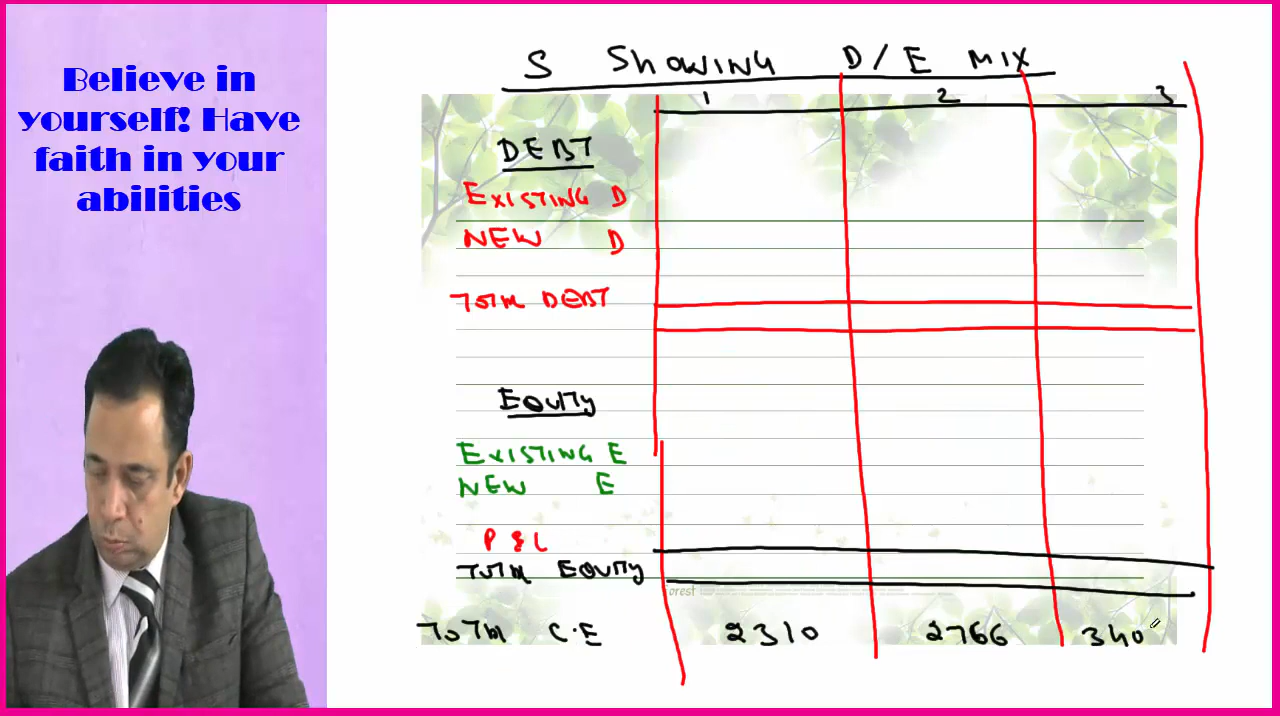 Believe in
yourself! Have
faith in your
abilities
S SHOWING D/E MIX
1 2 3
DEBT
EXISTING D
NEW D
TOTAL DEBT
EQUITY
EXISTING E
NEW E
P & L
TOTAL EQUITY
orest
TOTAL C.E 2310 2766 340